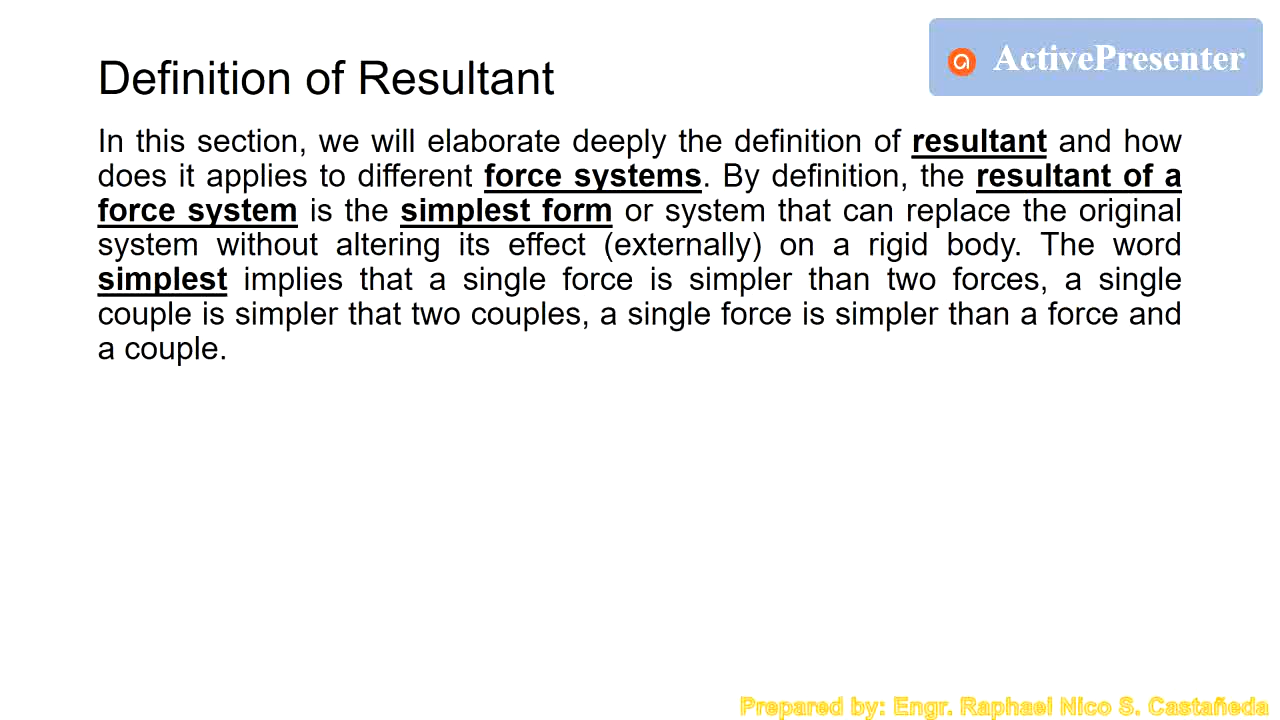 ActivePresenter
Definition of Resultant
In this section, we will elaborate deeply the definition of resultant and how
does it applies to different force systems. By definition, the resultant of a
force system is the simplest form or system that can replace the original
system without altering its effect (externally) on a rigid body. The word
simplest implies that a single force is simpler than two forces, a single
couple is simpler that two couples, a single force is simpler than a force and
a couple.
Prepared by: Engr. Raphael Nico S. Castañeda